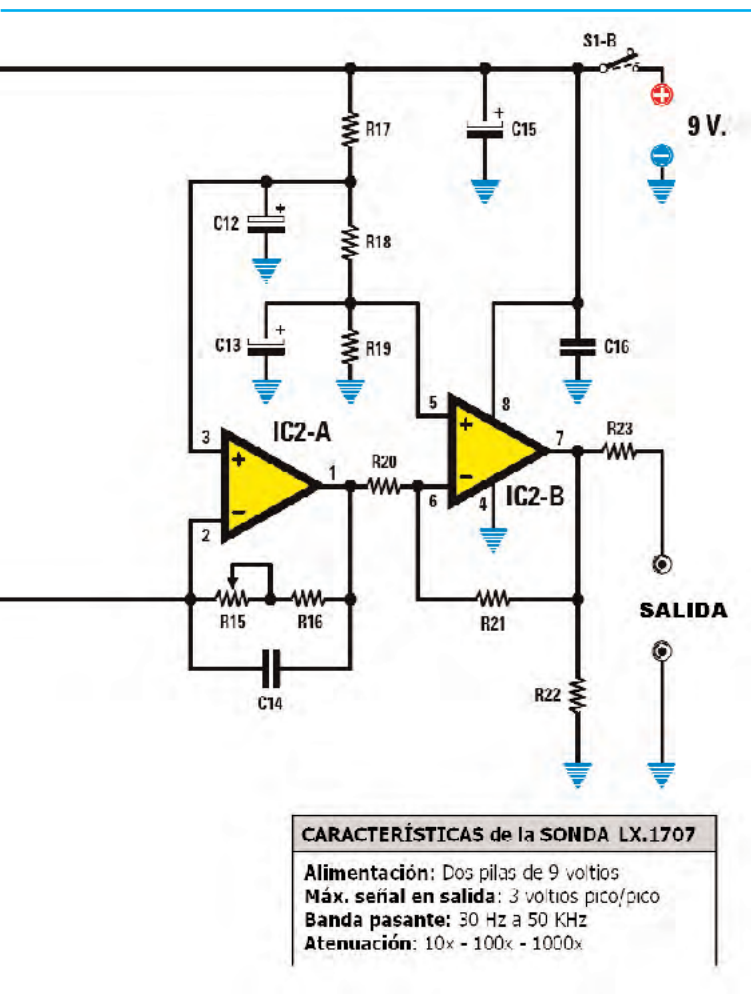 S1-B
9 V.
R17
C15
C12
R18
C13
R19
C16
IC2-A
5
8
3
+
1
R20
+
7
R23
−
6
−
4
IC2-B
2
R15
R16
R21
SALIDA
C14
R22
CARACTERÍSTICAS de la SONDA LX.1707
Alimentación: Dos pilas de 9 voltios
Máx. señal en salida: 3 voltios pico/pico
Banda pasante: 30 Hz a 50 KHz
Atenuación: 10x - 100x - 1000x